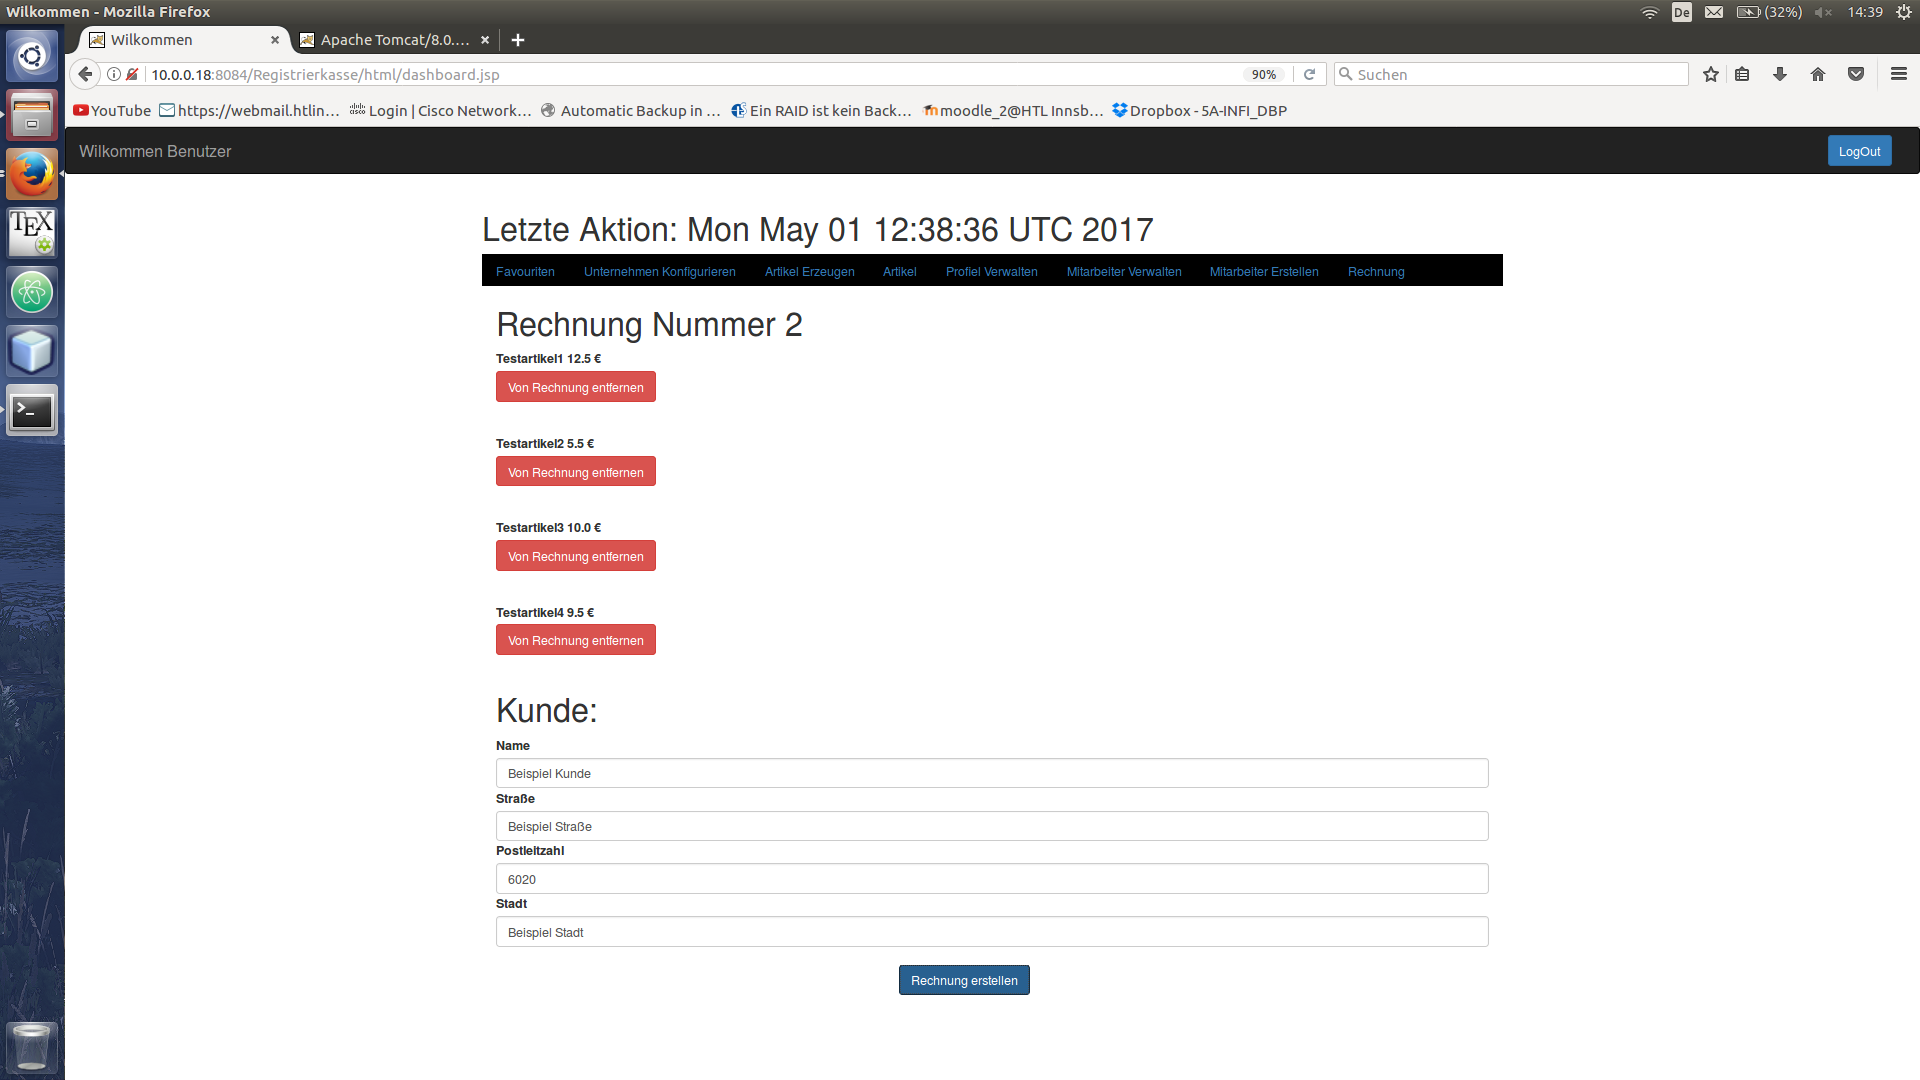 Wilkommen - Mozilla Firefox
De
(32%)
14:39
Wilkommen
Apache Tomcat/8.0....
10.0.0.18:8084/Registrierkasse/html/dashboard.jsp
90%
Suchen
YouTube
https://webmail.htlin...
Login | Cisco Network...
Automatic Backup in ...
Ein RAID ist kein Back...
moodle_2@HTL Innsb...
Dropbox - 5A-INFI_DBP
Wilkommen Benutzer
LogOut
Letzte Aktion: Mon May 01 12:38:36 UTC 2017
Favouriten
Unternehmen Konfigurieren
Artikel Erzeugen
Artikel
Profiel Verwalten
Mitarbeiter Verwalten
Mitarbeiter Erstellen
Rechnung
Rechnung Nummer 2
Testartikel1 12.5 €
Von Rechnung entfernen
Testartikel2 5.5 €
Von Rechnung entfernen
Testartikel3 10.0 €
Von Rechnung entfernen
Testartikel4 9.5 €
Von Rechnung entfernen
Kunde:
Name
Beispiel Kunde
Straße
Beispiel Straße
Postleitzahl
6020
Stadt
Beispiel Stadt
Rechnung erstellen
TEX